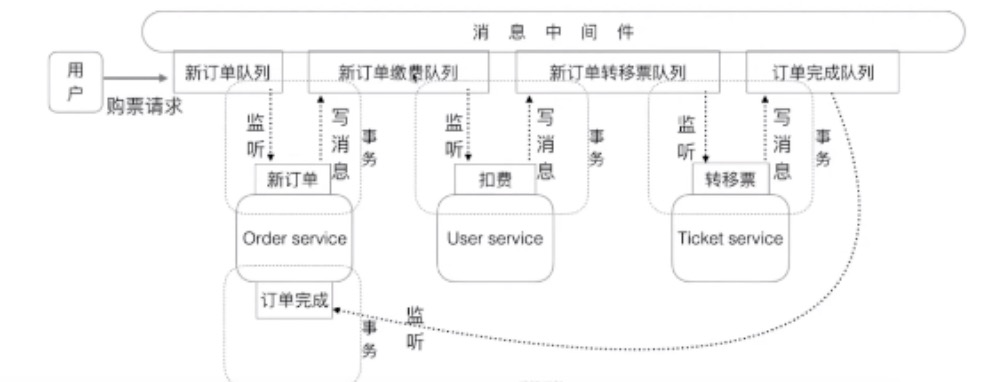 消息中间件
用户
购票请求
新订单队列
新订单缴费队列
新订单转移票队列
订单完成队列
监听
写消息
事务
监听
写消息
事务
监听
写消息
事务
新订单
扣费
转移票
Order service
User service
Ticket service
订单完成
事务
监听